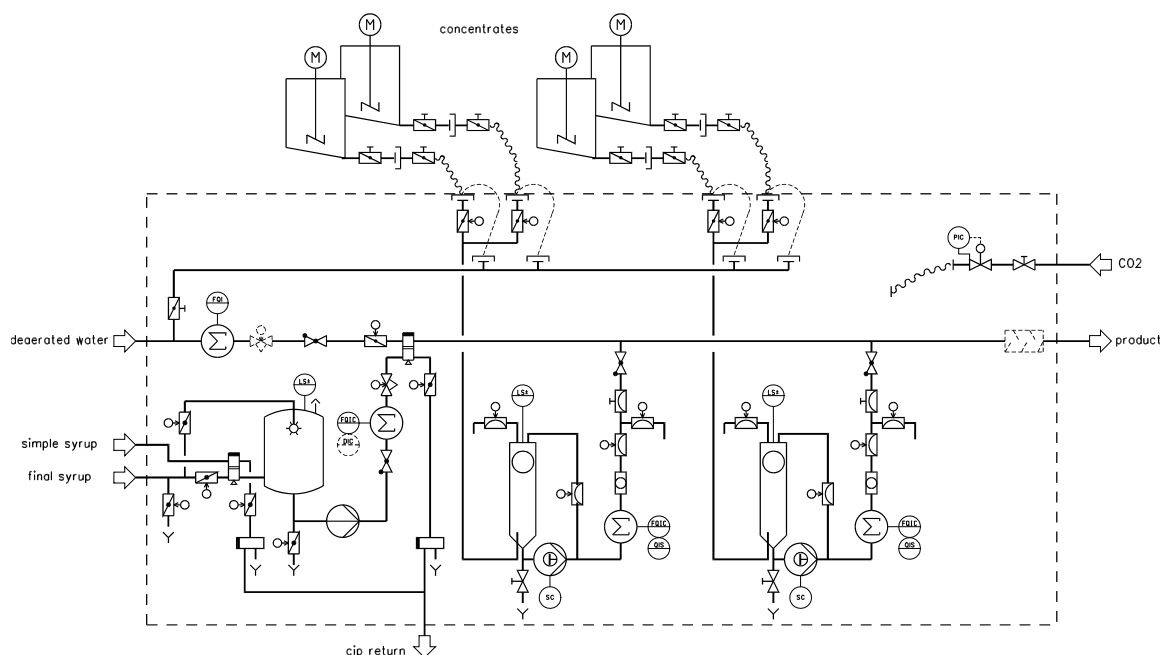 M
concentrates
M
M
M
PIC
CO2
FQI
deaerated water
product
LS±
LS±
LS±
FQIC
PIC
simple syrup
final syrup
FQIC
QIS
FQIC
QIS
SC
SC
cip return